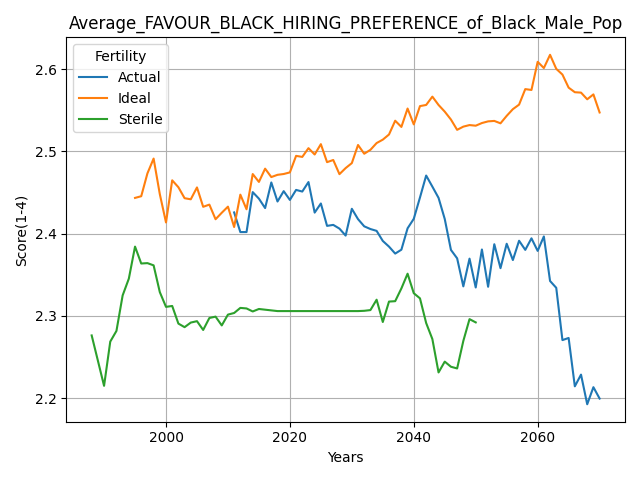 Average_FAVOUR_BLACK_HIRING_PREFERENCE_of_Black_Male_Pop
Fertility
Actual
Ideal
Sterile
Score(1-4)
2.6
2.5
2.4
2.3
2.2
2000
2020
2040
2060
Years